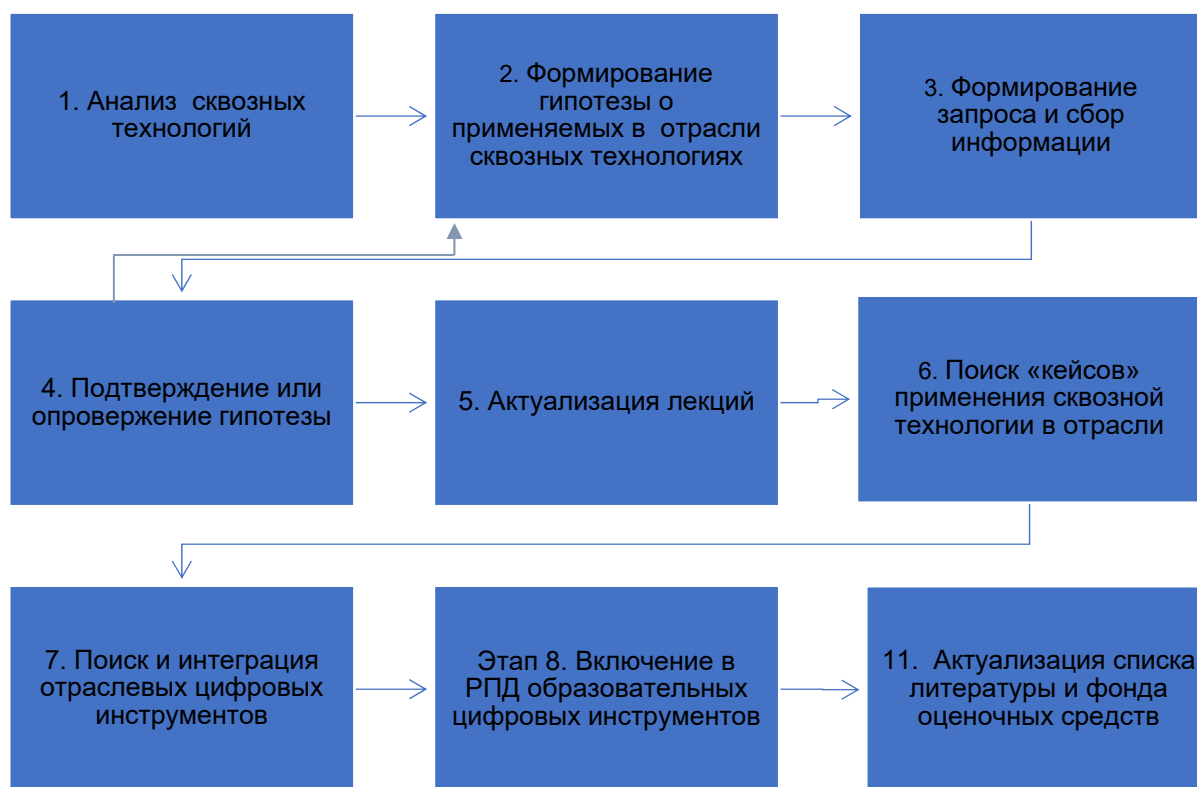 1. Анализ сквозных
технологий
2. Формирование
гипотезы о
применяемых в отрасли
сквозных технологиях
3. Формирование
запроса и сбор
информации
4. Подтверждение или
опровержение гипотезы
5. Актуализация лекций
6. Поиск «кейсов»
применения сквозной
технологии в отрасли
7. Поиск и интеграция
отраслевых цифровых
инструментов
Этап 8. Включение в
РПД образовательных
цифровых инструментов
11. Актуализация списка
литературы и фонда
оценочных средств